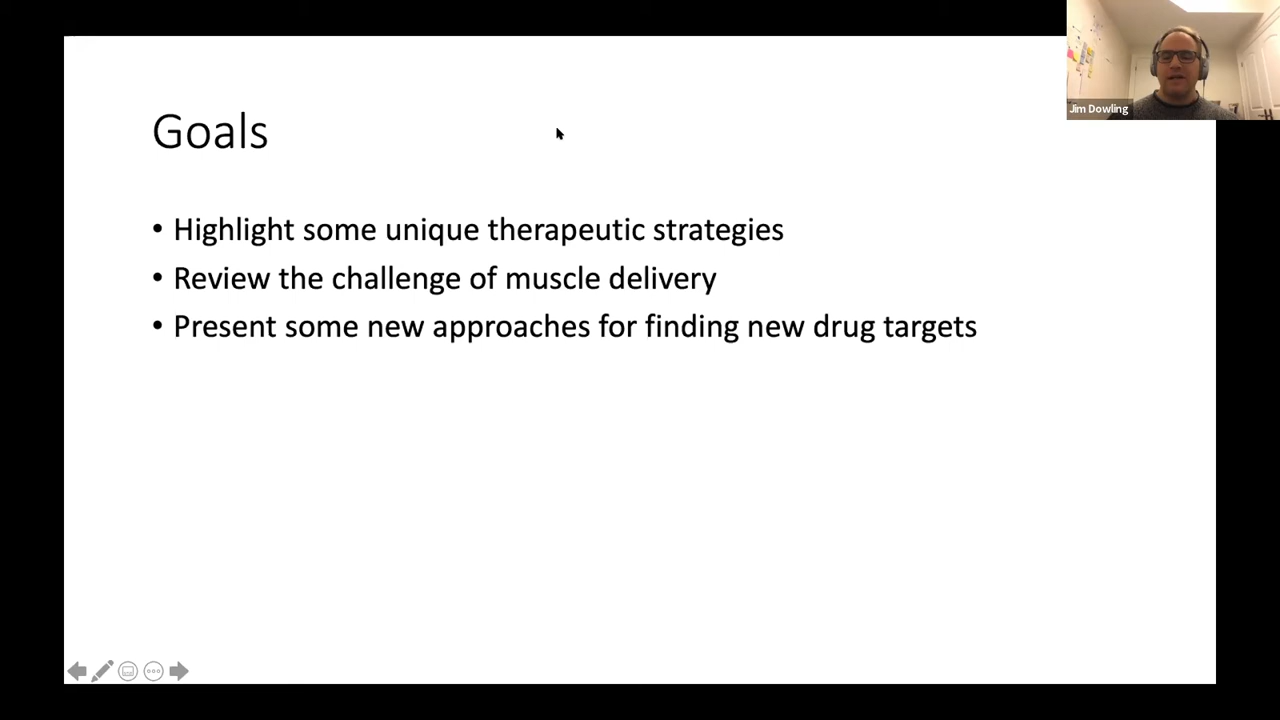 Jim Dowling
Goals
• Highlight some unique therapeutic strategies
• Review the challenge of muscle delivery
• Present some new approaches for finding new drug targets